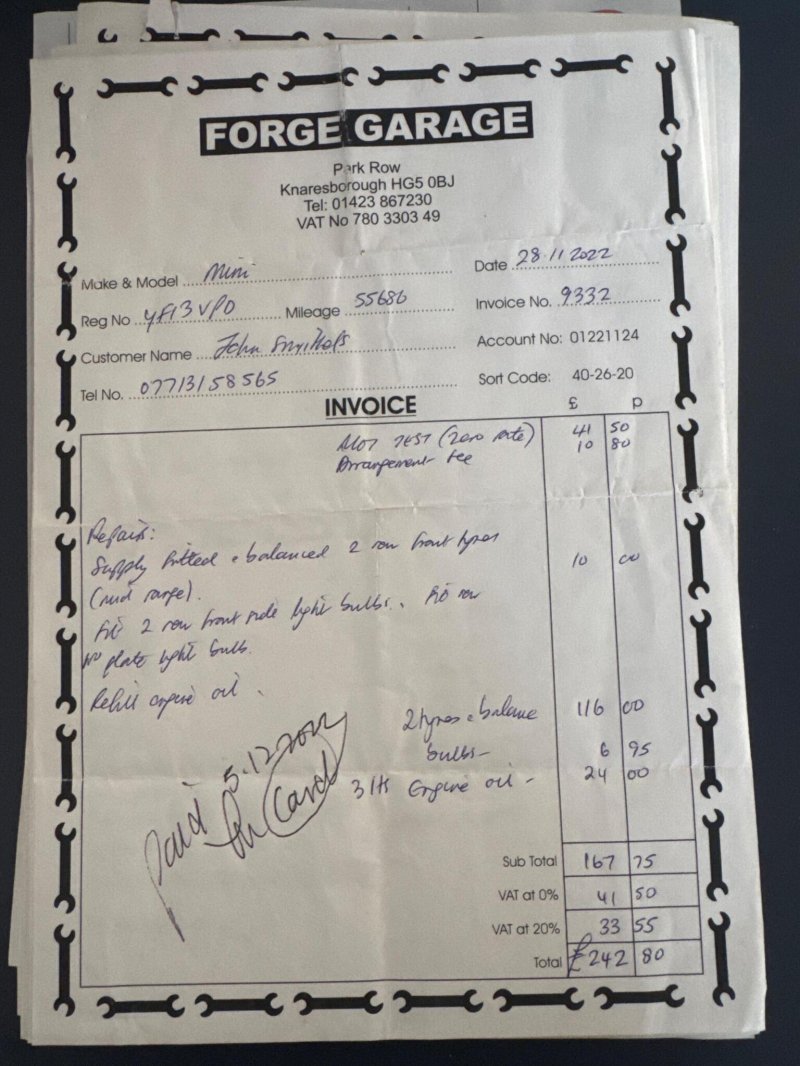 FORGE GARAGE
Park Row
Knaresborough HG5 0BJ
Tel: 01423 867230
VAT No 780 3303 49
Make & Model Mini
Date 28.11.2022
Reg No YF13VPO Mileage 55686
Invoice No. 9332
Customer Name John
Account No: 01221124
Tel No. 07713158565
Sort Code: 40-26-20
INVOICE
£ p
MOT TEST (Zero rate) 41 50
Arrangement fee 10 80
Repairs:
Supply fitted + balanced 2 new front tyres
(mid range). 10 00
Fit 2 new front side light bulbs. new
No plate light bulb.
Refill engine oil.
2 tyres + balance 116 00
bulbs- 6 95
3 lts Engine oil - 24 00
paid 5.12.2022
Card
Sub Total 167 75
VAT at 0% 41 50
VAT at 20% 33 55
Total £242 80